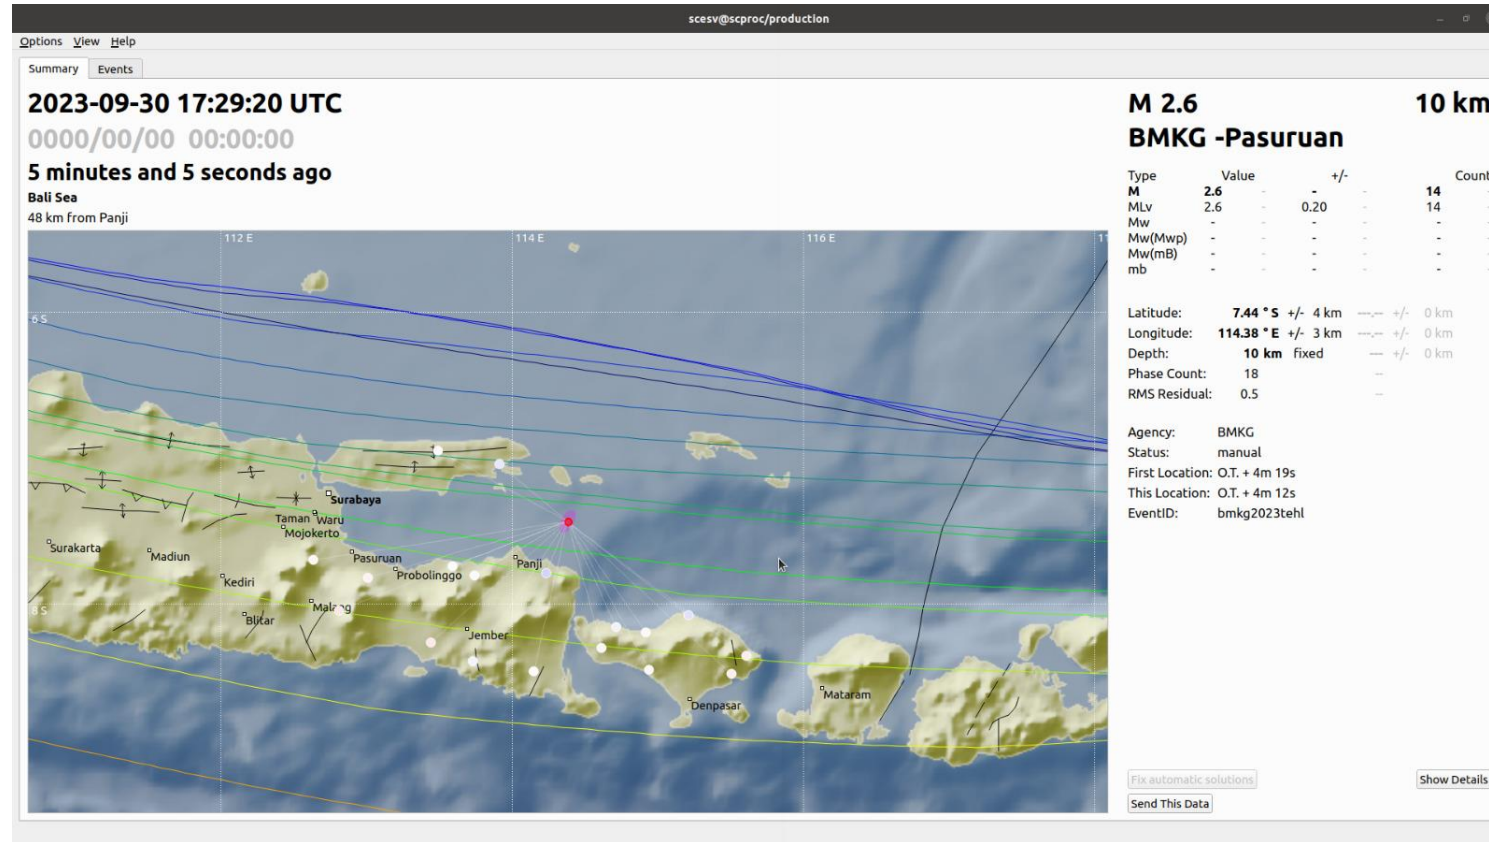 scesv@scproc/production
Options View Help
Summary Events
2023-09-30 17:29:20 UTC
0000/00/00 00:00:00
5 minutes and 5 seconds ago
Bali Sea
48 km from Panji
112 E 114 E 116 E 11
6 S
Surabaya
Taman Waru
Mojokerto
Surakarta Madiun Pasuruan Panji
Kediri Probolinggo
8 S Blitar Malang
Jember
Denpasar Mataram
M 2.6 10 km
BMKG -Pasuruan
Type Value +/- Count
M 2.6 - - - 14 -
MLv 2.6 - 0.20 - 14 -
Mw - - - - - -
Mw(Mwp) - - - - - -
Mw(mB) - - - - - -
mb - - - - - -
Latitude: 7.44 ° S +/- 4 km ---.-- +/- 0 km
Longitude: 114.38 ° E +/- 3 km ---.-- +/- 0 km
Depth: 10 km fixed --- +/- 0 km
Phase Count: 18 --
RMS Residual: 0.5 --
Agency: BMKG
Status: manual
First Location: O.T. + 4m 19s
This Location: O.T. + 4m 12s
EventID: bmkg2023tehl
Fix automatic solutions Show Details
Send This Data